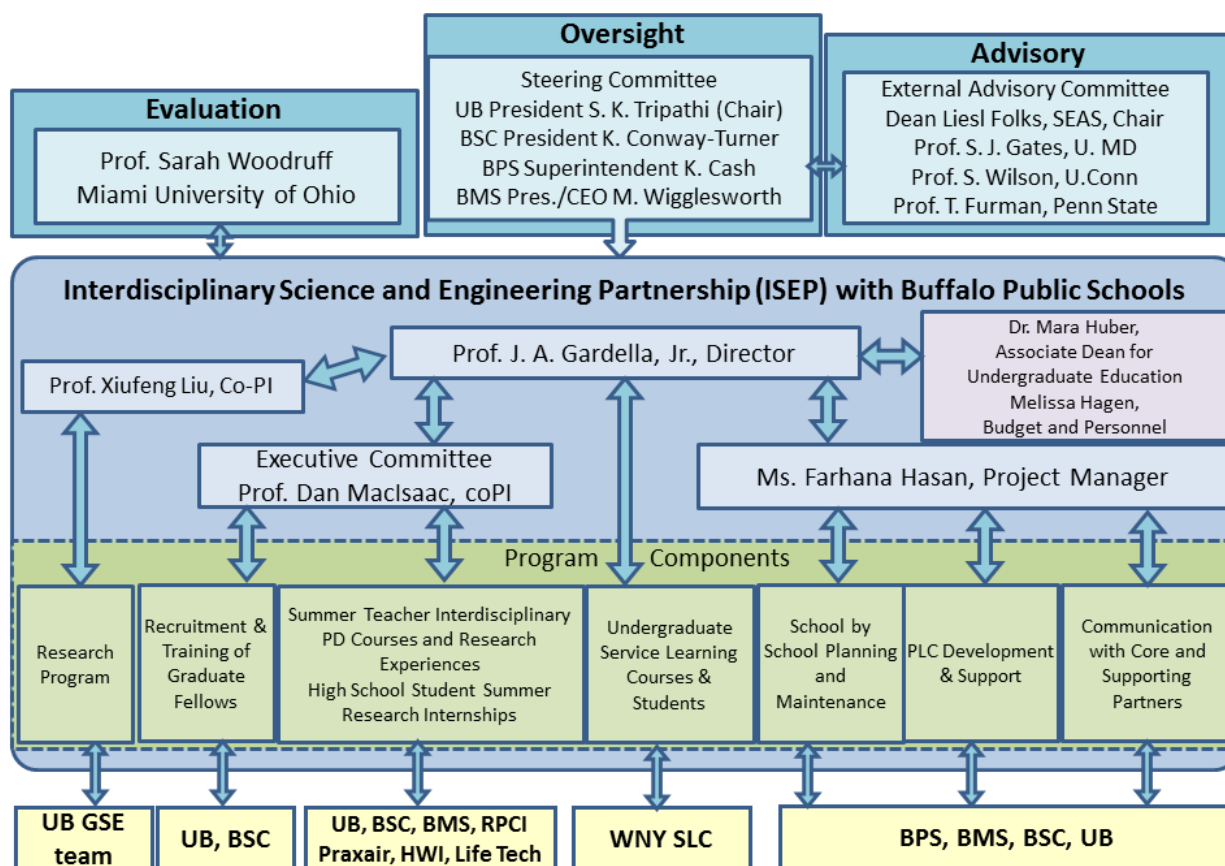 Oversight
Steering Committee
UB President S. K. Tripathi (Chair)
BSC President K. Conway-Turner
BPS Superintendent K. Cash
BMS Pres./CEO M. Wigglesworth
Advisory
External Advisory Committee
Dean Liesl Folks, SEAS, Chair
Prof. S. J. Gates, U. MD
Prof. S. Wilson, U.Conn
Prof. T. Furman, Penn State
Evaluation
Prof. Sarah Woodruff
Miami University of Ohio
Interdisciplinary Science and Engineering Partnership (ISEP) with Buffalo Public Schools
Prof. J. A. Gardella, Jr., Director
Dr. Mara Huber,
Associate Dean for
Undergraduate Education
Melissa Hagen,
Budget and Personnel
Prof. Xiufeng Liu, Co-PI
Executive Committee
Prof. Dan MacIsaac, coPI
Ms. Farhana Hasan, Project Manager
Program Components
Research
Program
Recruitment &
Training of
Graduate
Fellows
Summer Teacher Interdisciplinary
PD Courses and Research
Experiences
High School Student Summer
Research Internships
Undergraduate
Service Learning
Courses &
Students
School by
School Planning
and
Maintenance
PLC Development
& Support
Communication
with Core and
Supporting
Partners
UB GSE
team
UB, BSC
UB, BSC, BMS, RPCI
Praxair, HWI, Life Tech
WNY SLC
BPS, BMS, BSC, UB